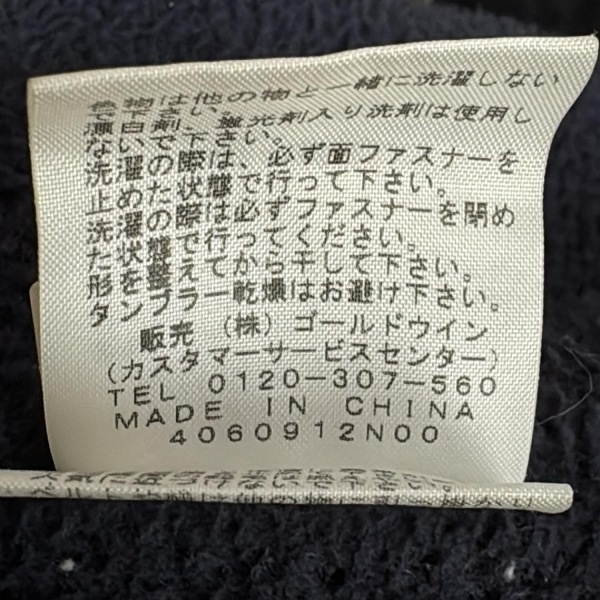 色物は他の物と一緒に洗濯しない
で下さい。
漂白剤、蛍光剤入り洗剤は使用し
ないで下さい。
洗濯の際は、必ず面ファスナーを
止めた状態で行って下さい。
洗濯の際は必ずファスナーを閉め
た状態で行ってください。
形を整えてから干して下さい。
タンブラー乾燥はお避け下さい。
販売 (株)ゴールドウイン
(カスタマーサービスセンター)
TEL 0120-307-560
MADE IN CHINA
4060912N00